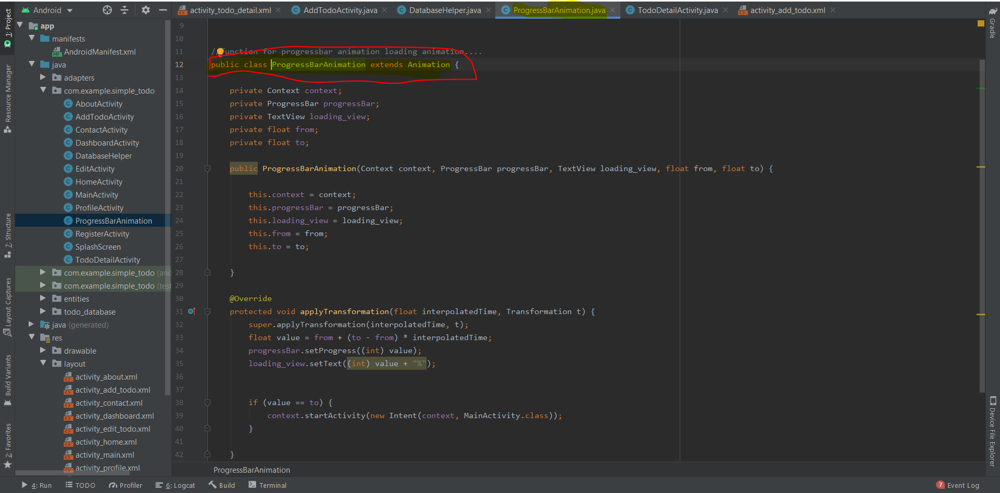 Android
activity_todo_detail.xml
AddTodoActivity.java
DatabaseHelper.java
ProgressBarAnimation.java
TodoDetailActivity.java
activity_add_todo.xml
1: Project
Resource Manager
7: Structure
Layout Captures
Build Variants
2: Favorites
app
manifests
AndroidManifest.xml
java
adapters
com.example.simple_todo
AboutActivity
AddTodoActivity
ContactActivity
DashboardActivity
DatabaseHelper
EditActivity
HomeActivity
MainActivity
ProfileActivity
ProgressBarAnimation
RegisterActivity
SplashScreen
TodoDetailActivity
com.example.simple_todo (and
com.example.simple_todo (test
entities
todo_database
java (generated)
res
drawable
layout
activity_about.xml
activity_add_todo.xml
activity_contact.xml
activity_dashboard.xml
activity_edit_todo.xml
activity_home.xml
activity_main.xml
activity_profile.xml
9
10
11 //function for progressbar animation loading animation....
12 public class ProgressBarAnimation extends Animation {
13
14 private Context context;
15 private ProgressBar progressBar;
16 private TextView loading_view;
17 private float from;
18 private float to;
19
20 public ProgressBarAnimation(Context context, ProgressBar progressBar, TextView loading_view, float from, float to) {
21
22 this.context = context;
23 this.progressBar = progressBar;
24 this.loading_view = loading_view;
25 this.from = from;
26 this.to = to;
27
28 }
29
30 @Override
31 protected void applyTransformation(float interpolatedTime, Transformation t) {
32 super.applyTransformation(interpolatedTime, t);
33 float value = from + (to - from) * interpolatedTime;
34 progressBar.setProgress((int) value);
35 loading_view.setText((int) value + "%");
36
37
38 if (value == to) {
39 context.startActivity(new Intent(context, MainActivity.class));
40 }
41
42 }
ProgressBarAnimation
Gradle
Device File Explorer
4: Run
TODO
Profiler
6: Logcat
Build
Terminal
7 Event Log